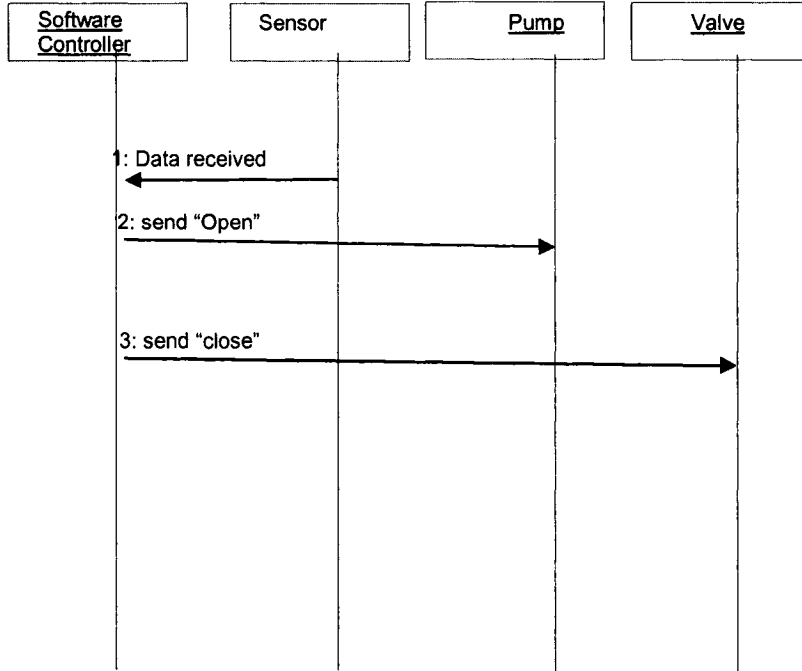 Software
Controller
Sensor
Pump
Valve
1: Data received
2: send “Open”
3: send “close”